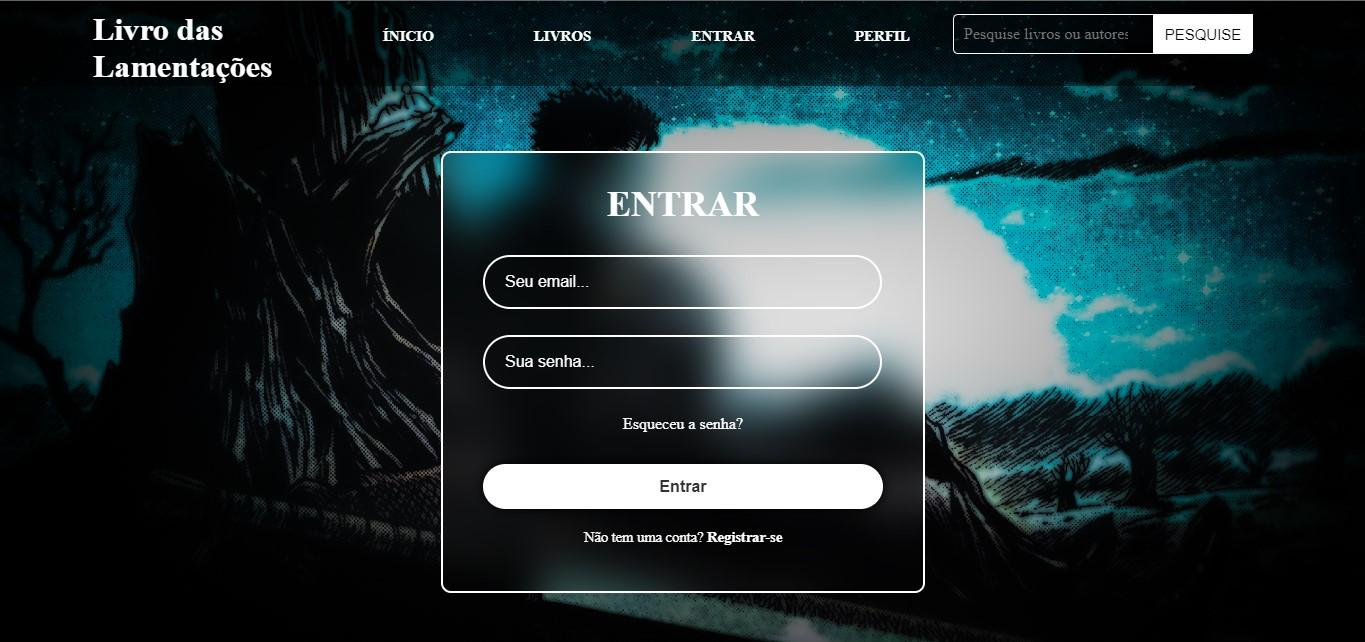 Livro das
Lamentações
ÍNICIO LIVROS ENTRAR PERFIL
Pesquise livros ou autores PESQUISE
ENTRAR
Seu email...
Sua senha...
Esqueceu a senha?
Entrar
Não tem uma conta? Registrar-se